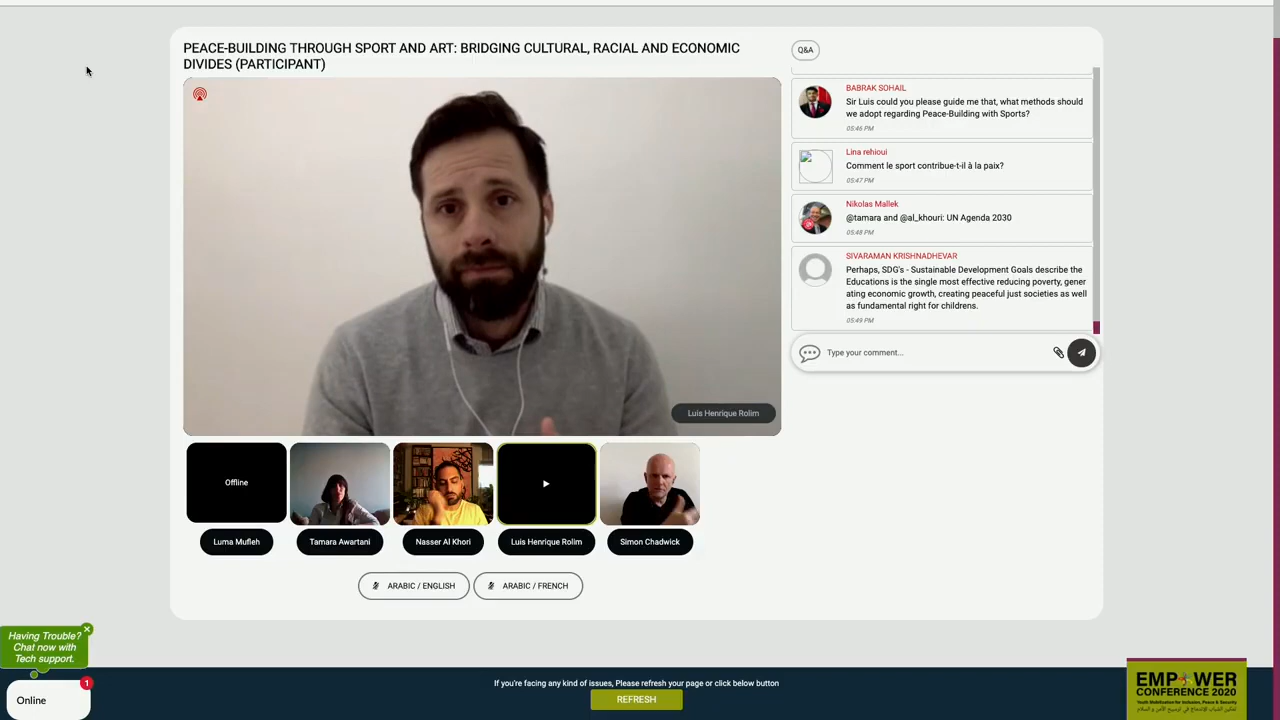 PEACE-BUILDING THROUGH SPORT AND ART: BRIDGING CULTURAL, RACIAL AND ECONOMIC
DIVIDES (PARTICIPANT)
Luis Henrique Rolim
Offline
Luma Mufleh
Tamara Awartani
Nasser Al Khori
Luis Henrique Rolim
Simon Chadwick
ARABIC / ENGLISH
ARABIC / FRENCH
Q&A
BABRAK SOHAIL
Sir Luis could you please guide me that, what methods should
we adopt regarding Peace-Building with Sports?
05:46 PM
Lina rehioui
Comment le sport contribue-t-il à la paix?
05:47 PM
Nikolas Mallek
@tamara and @al_khouri: UN Agenda 2030
05:48 PM
SIVARAMAN KRISHNADHEVAR
Perhaps, SDG's - Sustainable Development Goals describe the
Educations is the single most effective reducing poverty, gener
ating economic growth, creating peaceful just societies as well
as fundamental right for childrens.
05:49 PM
Type your comment...
Having Trouble?
Chat now with
Tech support.
Online
1
If you're facing any kind of issues, Please refresh your page or click below button
REFRESH
EMPOWER
CONFERENCE 2020
Youth Mobilization for Inclusion, Peace & Security